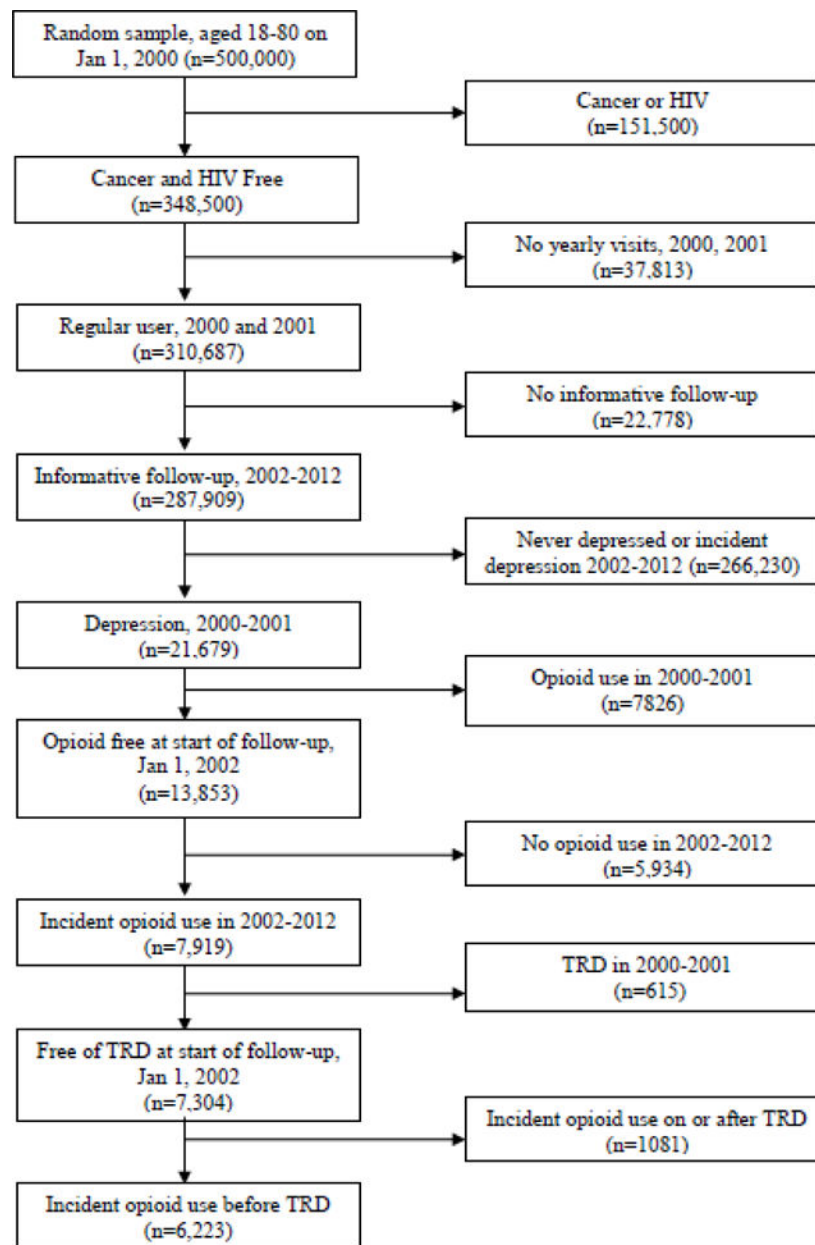 Random sample, aged 18-80 on
Jan 1, 2000 (n=500,000)
Cancer or HIV
(n=151,500)
Cancer and HIV Free
(n=348,500)
No yearly visits, 2000, 2001
(n=37,813)
Regular user, 2000 and 2001
(n=310,687)
No informative follow-up
(n=22,778)
Informative follow-up, 2002-2012
(n=287,909)
Never depressed or incident
depression 2002-2012 (n=266,230)
Depression, 2000-2001
(n=21,679)
Opioid use in 2000-2001
(n=7826)
Opioid free at start of follow-up,
Jan 1, 2002
(n=13,853)
No opioid use in 2002-2012
(n=5,934)
Incident opioid use in 2002-2012
(n=7,919)
TRD in 2000-2001
(n=615)
Free of TRD at start of follow-up,
Jan 1, 2002
(n=7,304)
Incident opioid use on or after TRD
(n=1081)
Incident opioid use before TRD
(n=6,223)